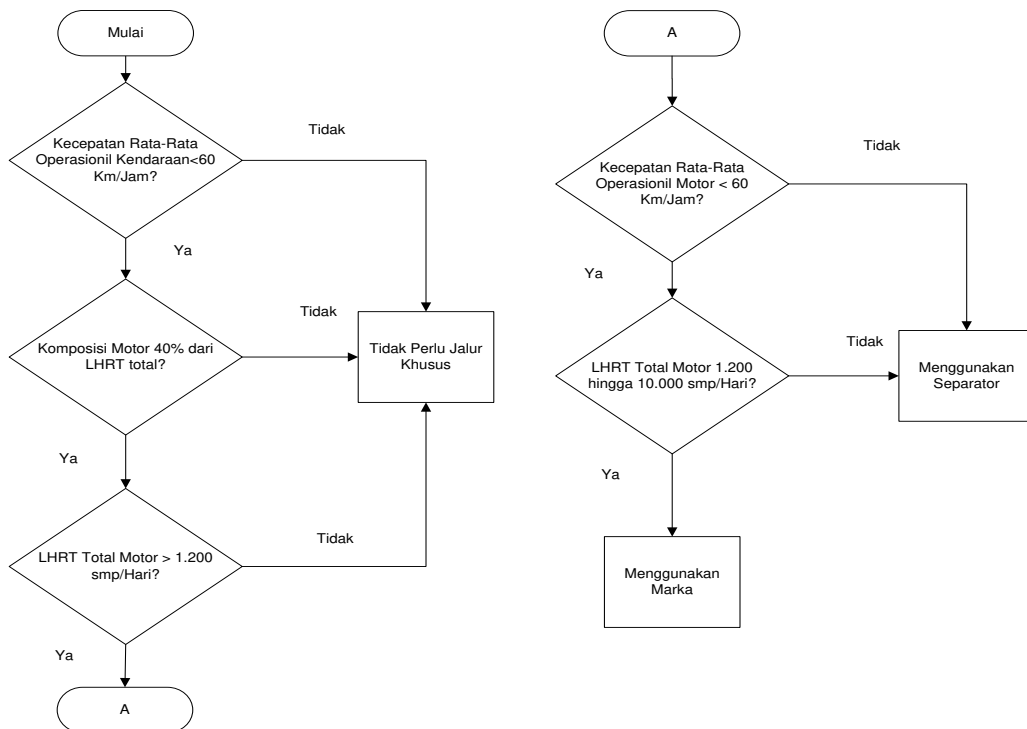 Mulai
Kecepatan Rata-Rata
Operasionil Kendaraan<60
Km/Jam?
Tidak
Ya
Komposisi Motor 40% dari
LHRT total?
Tidak
Tidak Perlu Jalur
Khusus
Ya
LHRT Total Motor > 1.200
smp/Hari?
Tidak
Ya
A
A
Kecepatan Rata-Rata
Operasionil Motor < 60
Km/Jam?
Tidak
Ya
LHRT Total Motor 1.200
hingga 10.000 smp/Hari?
Tidak
Menggunakan
Separator
Ya
Menggunakan
Marka